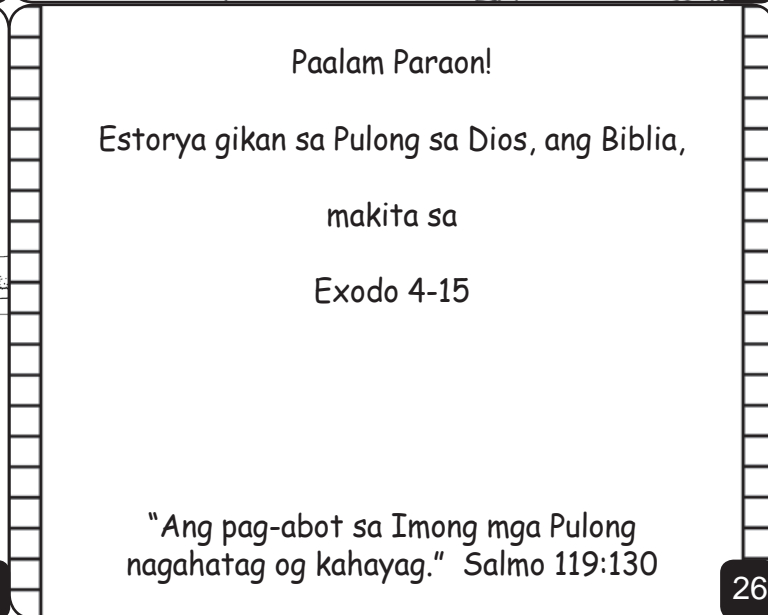 Paalam Paraon!
Estorya gikan sa Pulong sa Dios, ang Biblia,
makita sa
Exodo 4-15
“Ang pag-abot sa Imong mga Pulong
nagahatag og kahayag.” Salmo 119:130
26